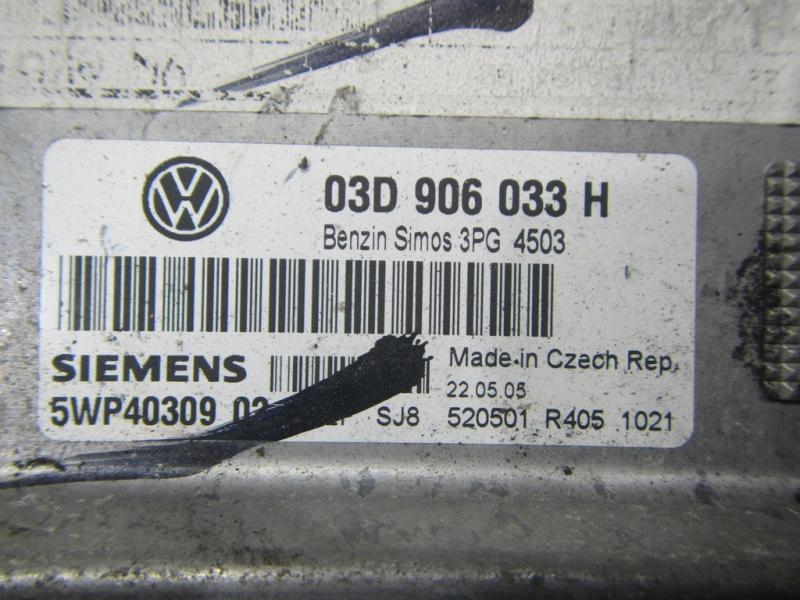 03D 906 033 H
Benzin Simos 3PG 4503
SIEMENS
Made in Czech Rep.
22.05.05
5WP40309 SJ8 520501 R405 1021